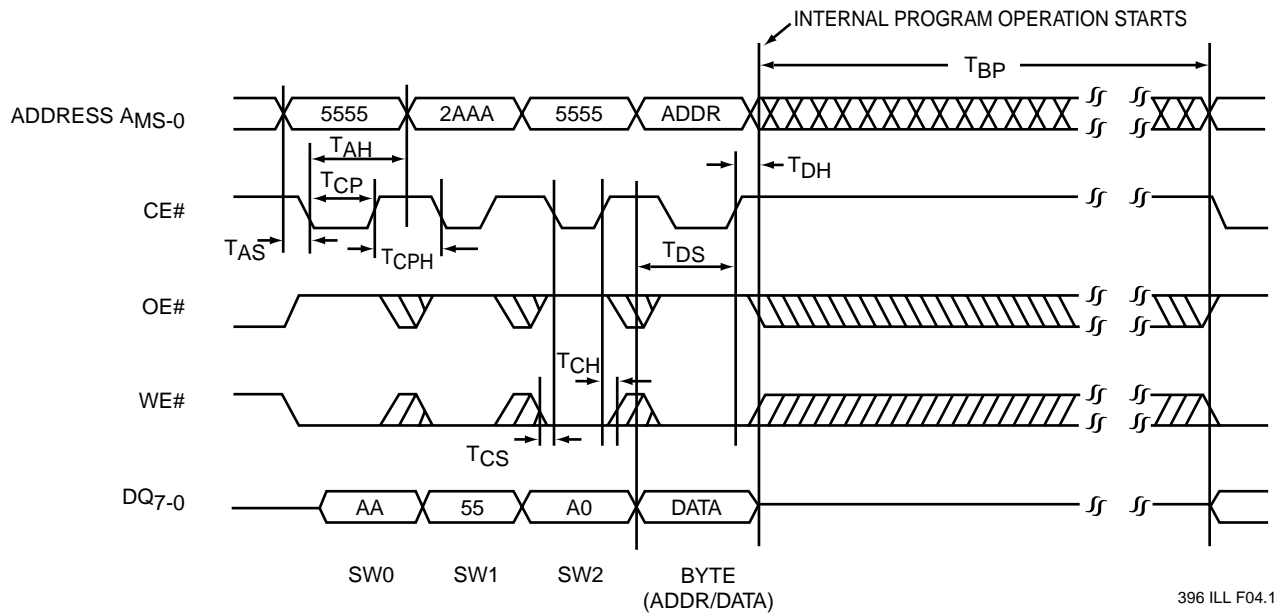 INTERNAL PROGRAM OPERATION STARTS
TBP
ADDRESS AMS-0
5555
2AAA
5555
ADDR
TAH
TDH
TCP
CE#
TAS
TCPH
TDS
OE#
TCH
WE#
TCS
DQ7-0
AA
55
A0
DATA
SW0
SW1
SW2
BYTE
(ADDR/DATA)
396 ILL F04.1